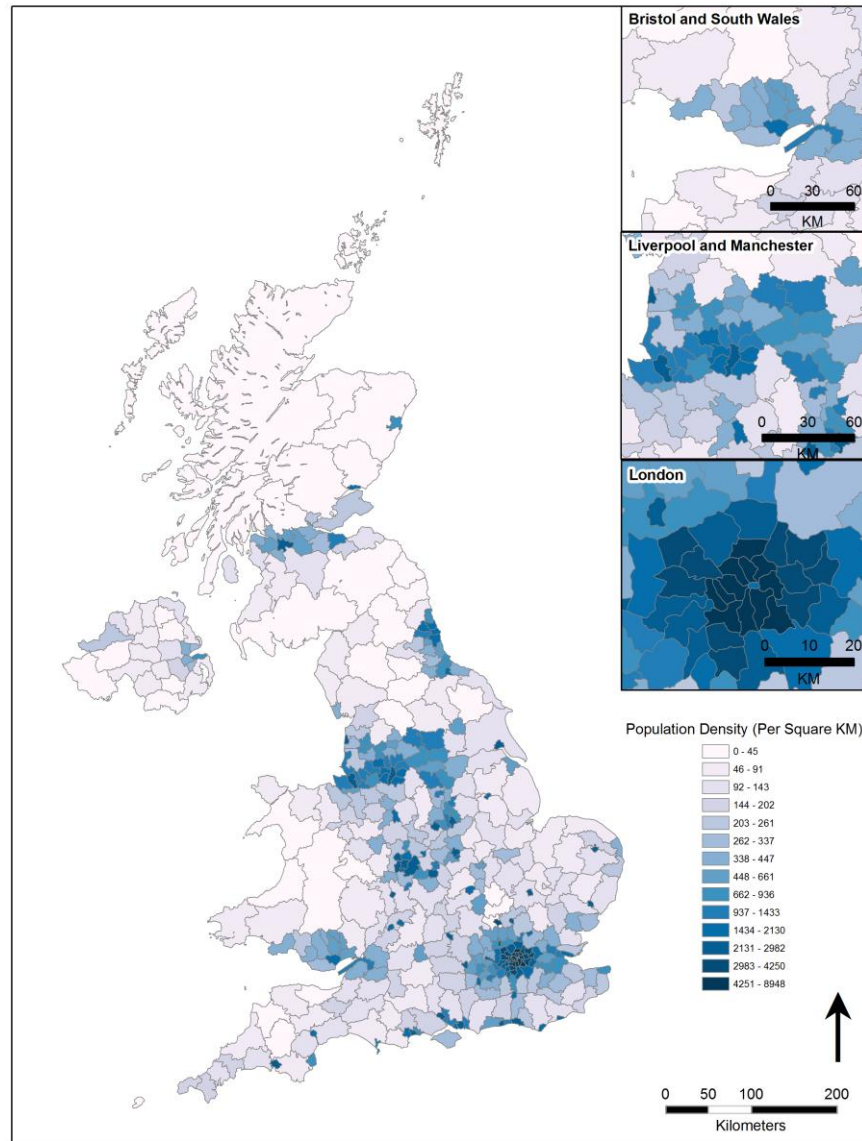 Bristol and South Wales
0 30 60
KM
Liverpool and Manchester
0 30 60
KM
London
0 10 20
KM
Population Density (Per Square KM)
0 - 45
46 - 91
92 - 143
144 - 202
203 - 261
262 - 337
338 - 447
448 - 661
662 - 936
937 - 1433
1434 - 2130
2131 - 2982
2983 - 4250
4251 - 8948
0 50 100 200
Kilometers